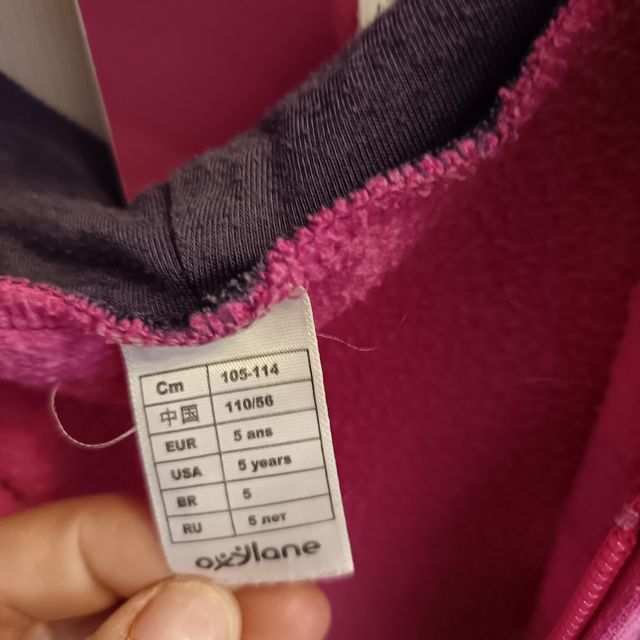 Cm 105-114
中国 110/56
EUR 5 ans
USA 5 years
BR 5
RU 5 лет
oxylane